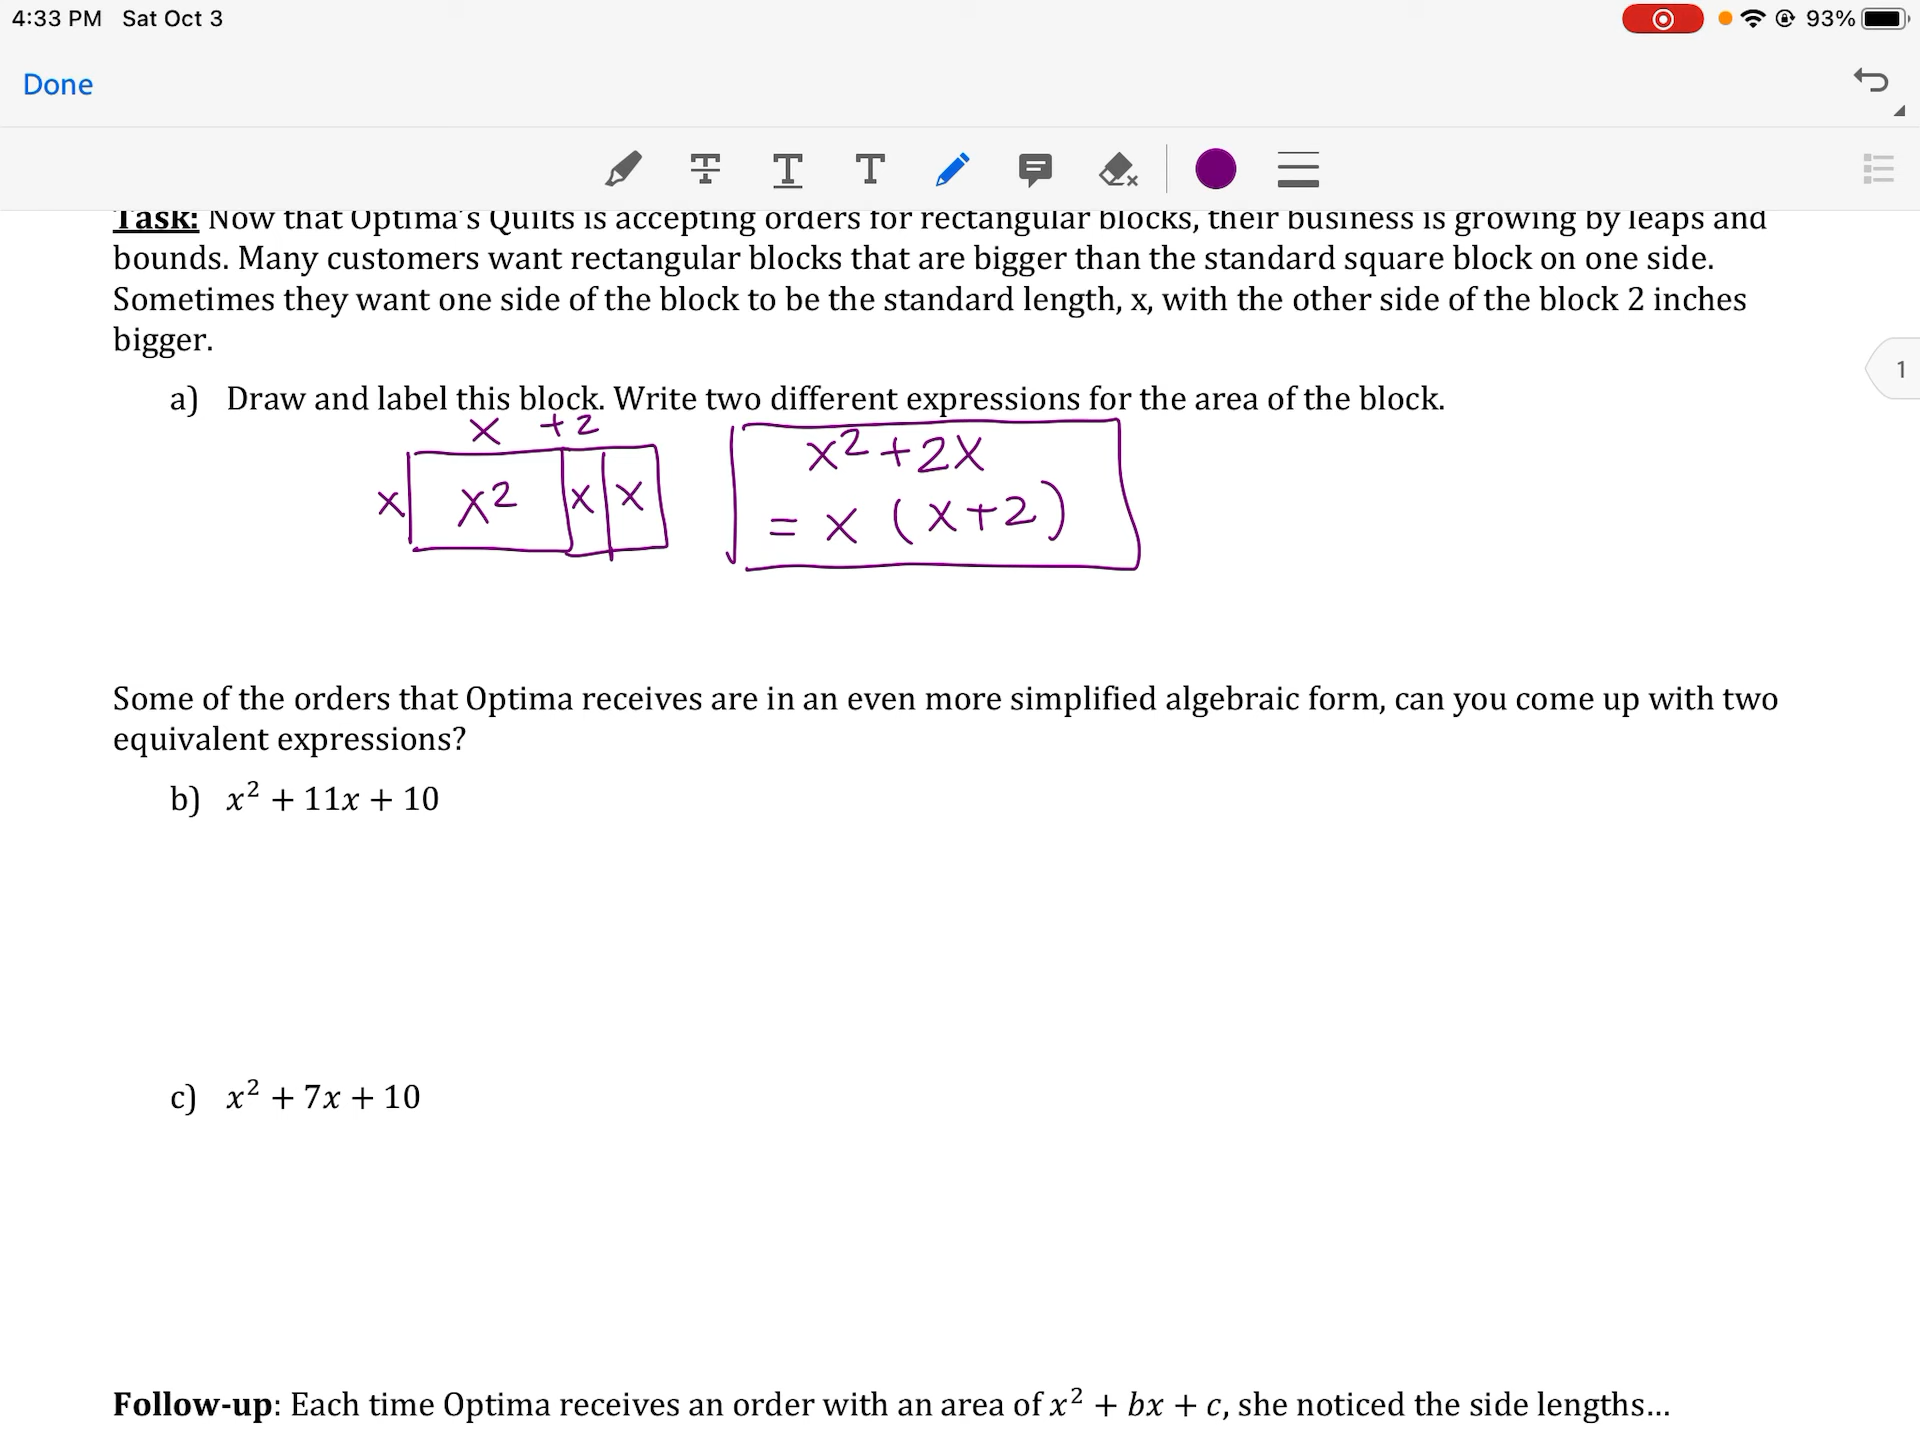 4:33 PM Sat Oct 3
93%
Done
Task: Now that Optima's Quilts is accepting orders for rectangular blocks, their business is growing by leaps and
bounds. Many customers want rectangular blocks that are bigger than the standard square block on one side.
Sometimes they want one side of the block to be the standard length, x, with the other side of the block 2 inches
bigger.
1
a) Draw and label this block. Write two different expressions for the area of the block.
x +2
x x² x x
x²+2x
= x (x+2)
Some of the orders that Optima receives are in an even more simplified algebraic form, can you come up with two
equivalent expressions?
b) x² + 11x + 10
c) x² + 7x + 10
Follow-up: Each time Optima receives an order with an area of x² + bx + c, she noticed the side lengths...